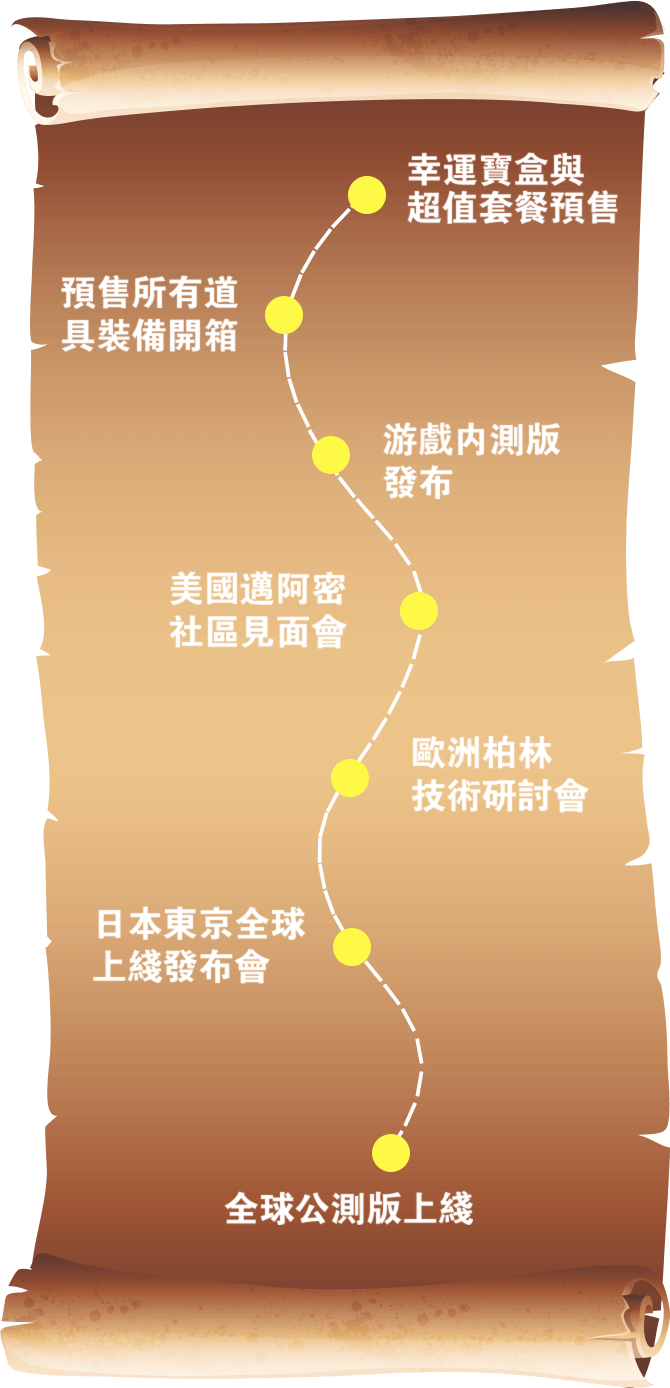 幸運寶盒與
超值套餐預售
預售所有道
具裝備開箱
游戲内測版
發布
美國邁阿密
社區見面會
歐洲柏林
技術研討會
日本東京全球
上綫發布會
全球公測版上綫